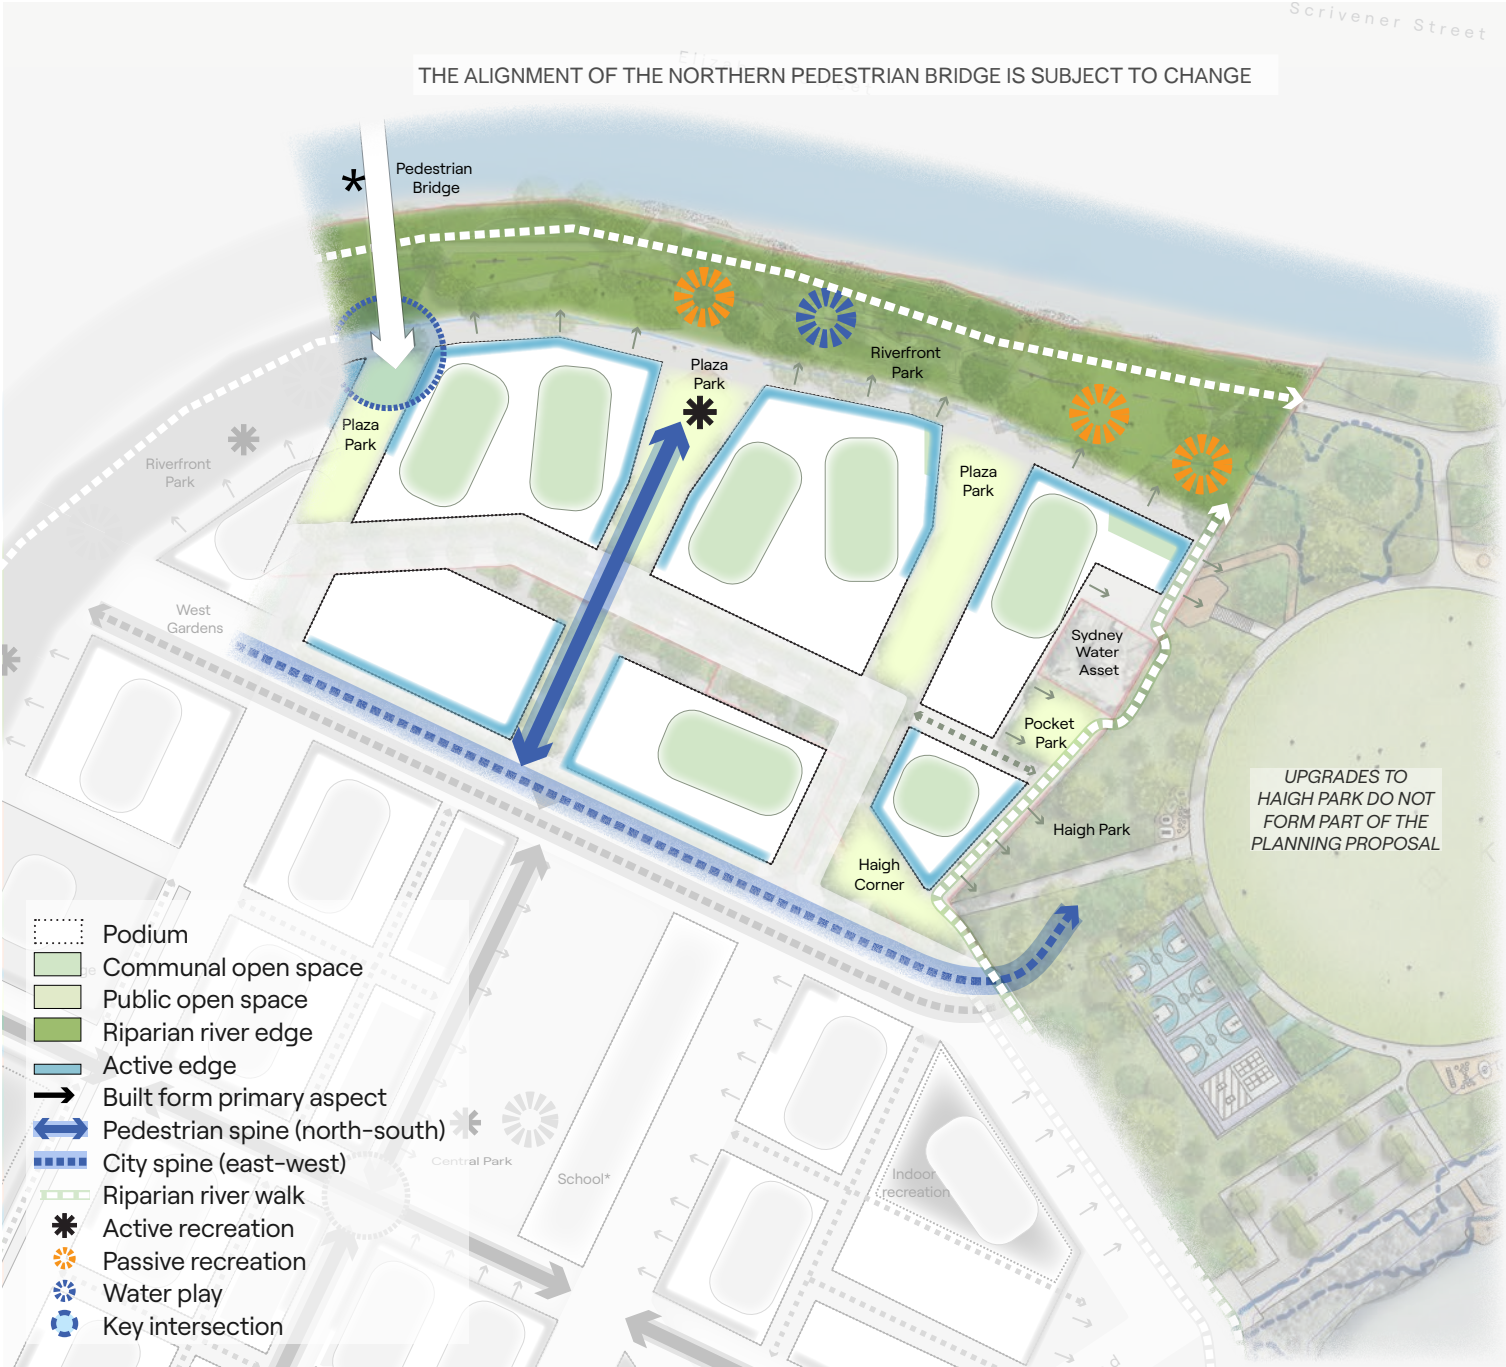 Scrivener Street
THE ALIGNMENT OF THE NORTHERN PEDESTRIAN BRIDGE IS SUBJECT TO CHANGE
*
Pedestrian
Bridge
Plaza
Park
Riverfront
Park
Plaza
Park
Riverfront
Park
Plaza
Park
West
Gardens
Sydney
Water
Asset
Pocket
Park
UPGRADES TO
HAIGH PARK DO NOT
FORM PART OF THE
PLANNING PROPOSAL
Haigh Park
Haigh
Corner
Podium
Communal open space
Public open space
Riparian river edge
Active edge
Built form primary aspect
Pedestrian spine (north-south)
City spine (east-west)
Riparian river walk
Active recreation
Passive recreation
Water play
Key intersection
Central Park
School*
Indoor
recreation